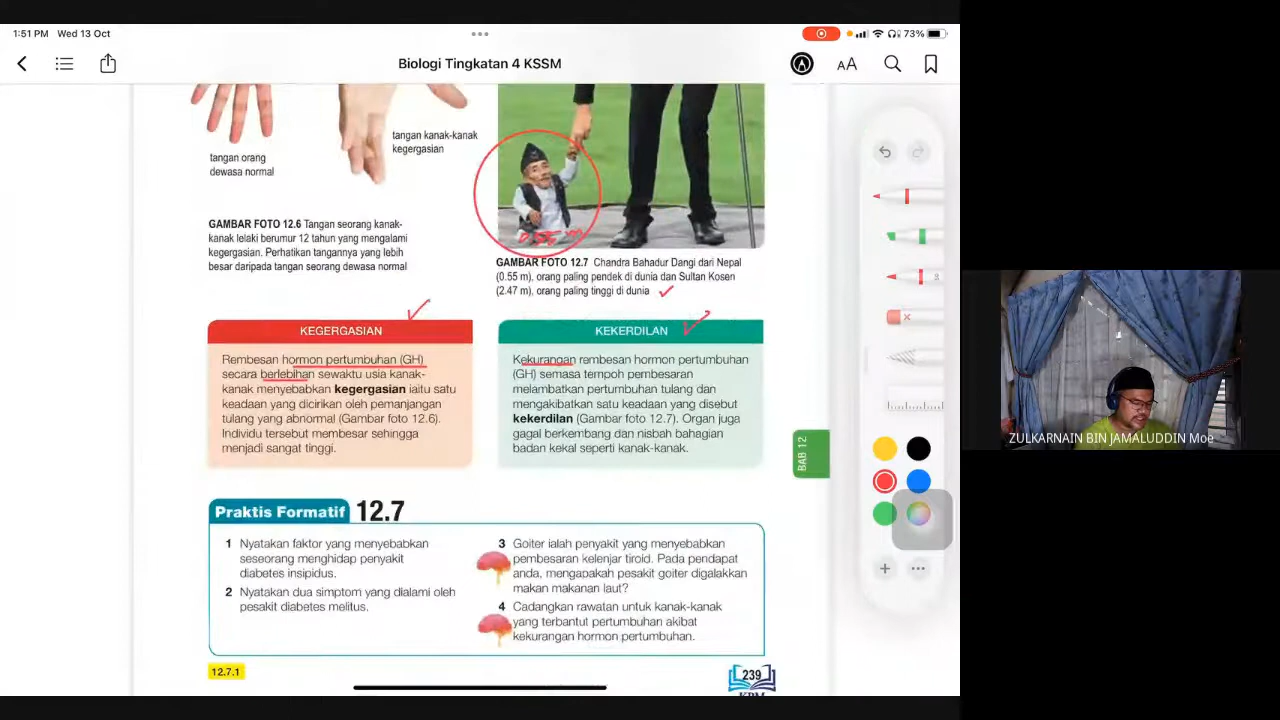 1:51 PM Wed 13 Oct
73%
Biologi Tingkatan 4 KSSM
AA
tangan orang
dewasa normal
tangan kanak-kanak
kegergasian
GAMBAR FOTO 12.6 Tangan seorang kanak-
kanak lelaki berumur 12 tahun yang mengalami
kegergasian. Perhatikan tangannya yang lebih
besar daripada tangan seorang dewasa normal
0.55 m
GAMBAR FOTO 12.7 Chandra Bahadur Dangi dari Nepal
(0.55 m), orang paling pendek di dunia dan Sultan Kosen
(2.47 m), orang paling tinggi di dunia
KEGERGASIAN
Rembesan hormon pertumbuhan (GH)
secara berlebihan sewaktu usia kanak-
kanak menyebabkan kegergasian iaitu satu
keadaan yang dicirikan oleh pemanjangan
tulang yang abnormal (Gambar foto 12.6).
Individu tersebut membesar sehingga
menjadi sangat tinggi.
KEKERDILAN
Kekurangan rembesan hormon pertumbuhan
(GH) semasa tempoh pembesaran
melambatkan pertumbuhan tulang dan
mengakibatkan satu keadaan yang disebut
kekerdilan (Gambar foto 12.7). Organ juga
gagal berkembang dan nisbah bahagian
badan kekal seperti kanak-kanak.
BAB 12
Praktis Formatif 12.7
1 Nyatakan faktor yang menyebabkan
seseorang menghidap penyakit
diabetes insipidus.
2 Nyatakan dua simptom yang dialami oleh
pesakit diabetes melitus.
3 Goiter ialah penyakit yang menyebabkan
pembesaran kelenjar tiroid. Pada pendapat
anda, mengapakah pesakit goiter digalakkan
makan makanan laut?
4 Cadangkan rawatan untuk kanak-kanak
yang terbantut pertumbuhan akibat
kekurangan hormon pertumbuhan.
12.7.1
239
KPM
ZULKARNAIN BIN JAMALUDDIN Moe